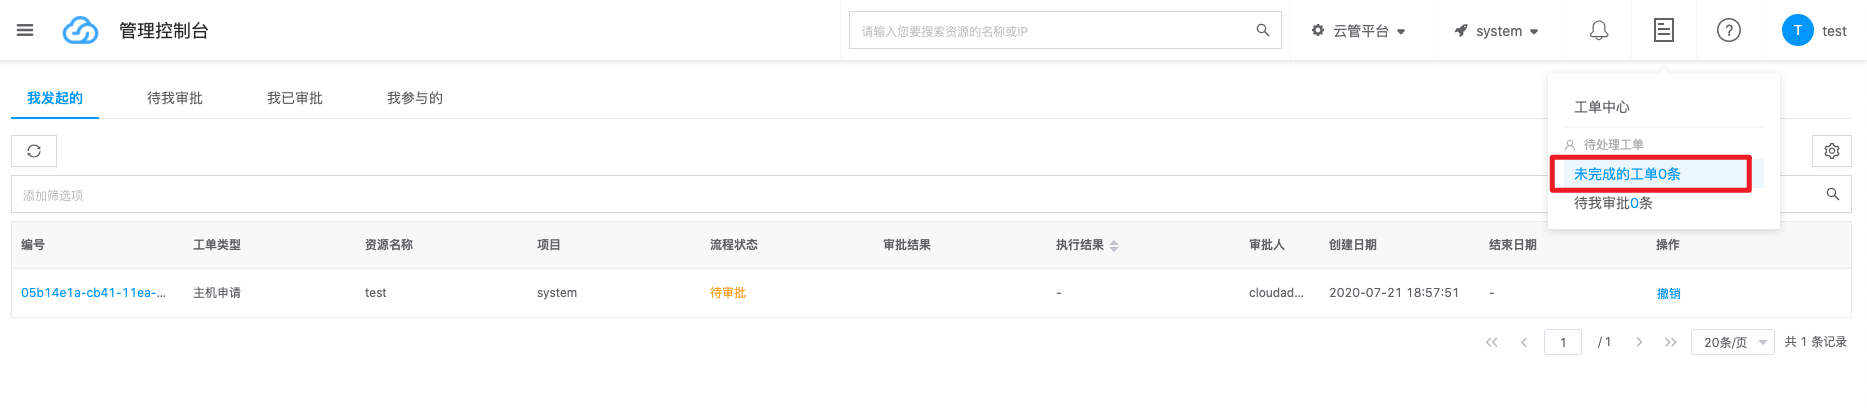 管理控制台
请输入您要搜索资源的名称或IP
云管平台
system
?
T
test
我发起的
待我审批
我已审批
我参与的
工单中心
待处理工单
未完成的工单0条
待我审批0条
添加筛选项
编号 工单类型 资源名称 项目 流程状态 审批结果 执行结果 审批人 创建日期 结束日期 操作
05b14e1a-cb41-11ea-... 主机申请 test system 待审批 - cloudad... 2020-07-21 18:57:51 - 撤销
1 / 1 20条/页 共 1 条记录